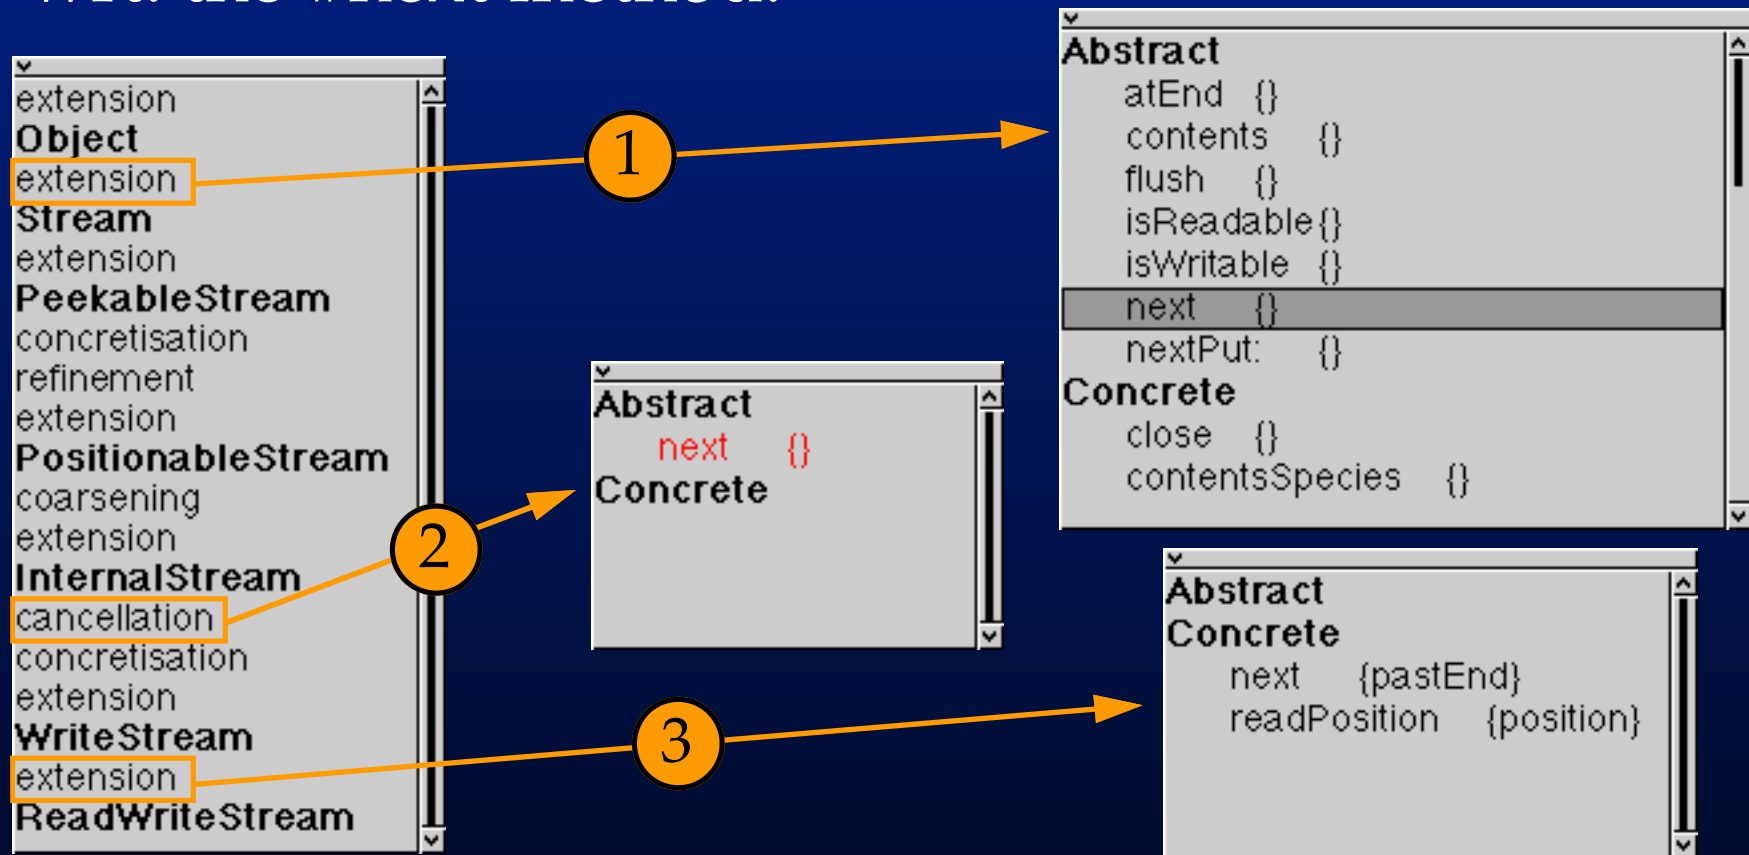 extension
Object
extension
Stream
extension
PeekableStream
concretisation
refinement
extension
PositionableStream
coarsening
extension
InternalStream
cancellation
concretisation
extension
WriteStream
extension
ReadWriteStream
1
2
3
Abstract
next {}
Concrete
Abstract
atEnd {}
contents {}
flush {}
isReadable {}
isWritable {}
next {}
nextPut: {}
Concrete
close {}
contentsSpecies {}
Abstract
Concrete
next {pastEnd}
readPosition {position}